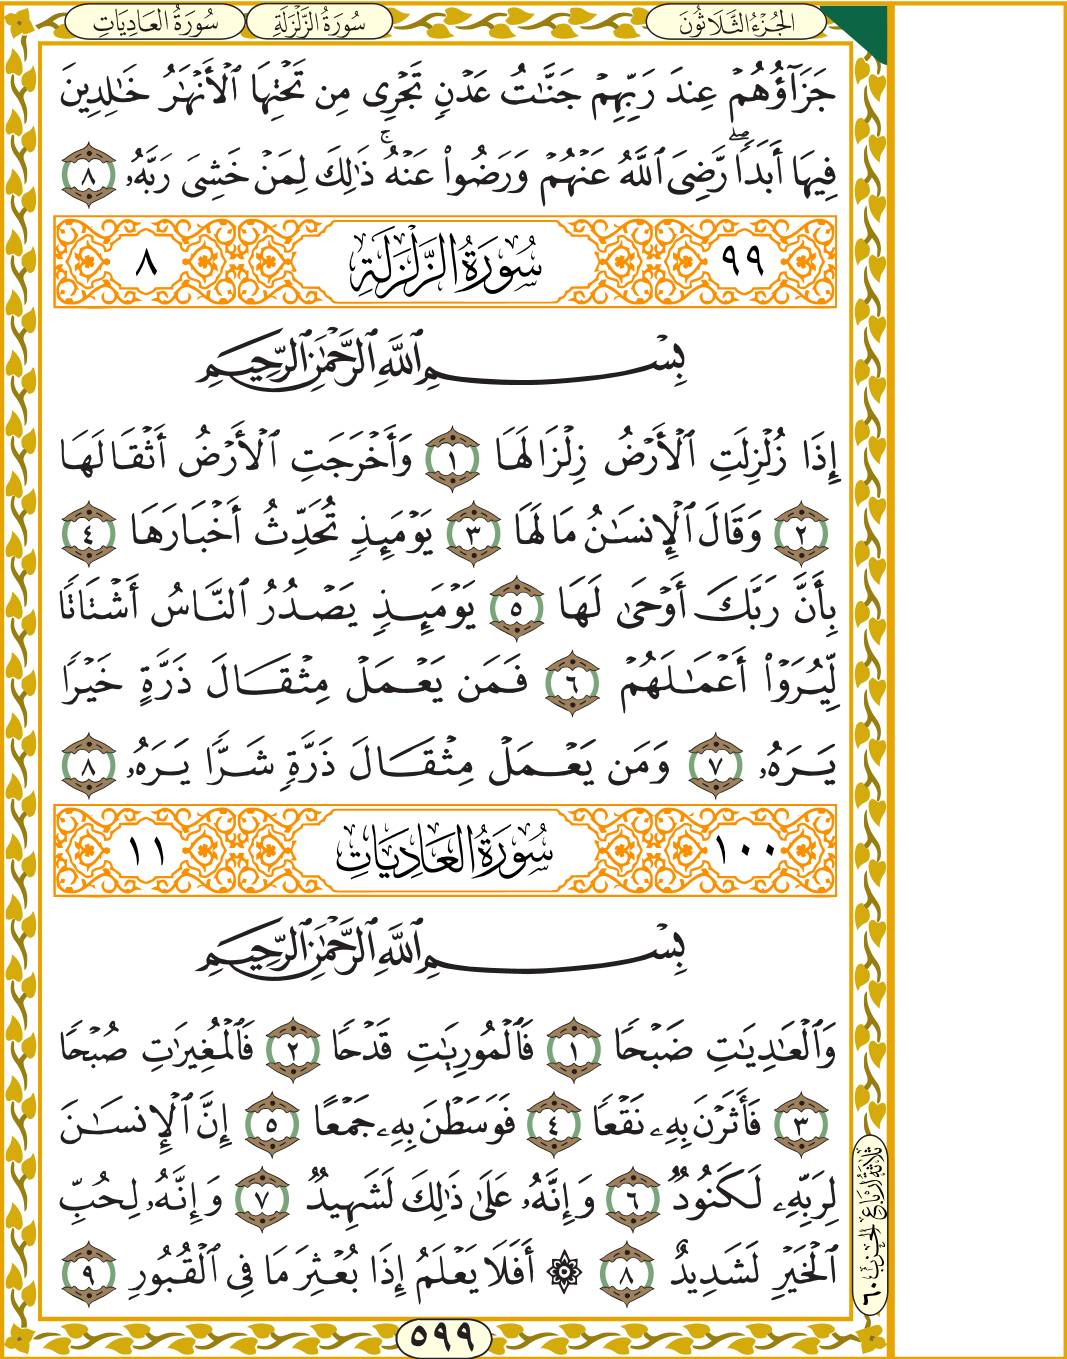 الجُزْءُ الثَّلَاثُونَ سُورَةُ الزَّلْزَلَةِ سُورَةُ العَادِيَاتِ
جَزَآؤُهُمۡ عِندَ رَبِّهِمۡ جَنَّٰتُ عَدۡنٖ تَجۡرِي مِن تَحۡتِهَا ٱلۡأَنۡهَٰرُ خَٰلِدِينَ
فِيهَآ أَبَدٗاۖ رَّضِيَ ٱللَّهُ عَنۡهُمۡ وَرَضُواْ عَنۡهُۚ ذَٰلِكَ لِمَنۡ خَشِيَ رَبَّهُۥ ٨
٩٩ سُورَةُ الزَّلْزَلَةِ ٨
بِسۡمِ ٱللَّهِ ٱلرَّحۡمَٰنِ ٱلرَّحِيمِ
إِذَا زُلۡزِلَتِ ٱلۡأَرۡضُ زِلۡزَالَهَا ١ وَأَخۡرَجَتِ ٱلۡأَرۡضُ أَثۡقَالَهَا
٢ وَقَالَ ٱلۡإِنسَٰنُ مَا لَهَا ٣ يَوۡمَئِذٖ تُحَدِّثُ أَخۡبَارَهَا ٤
بِأَنَّ رَبَّكَ أَوۡحَىٰ لَهَا ٥ يَوۡمَئِذٖ يَصۡدُرُ ٱلنَّاسُ أَشۡتَاتٗا
لِّيُرَوۡاْ أَعۡمَٰلَهُمۡ ٦ فَمَن يَعۡمَلۡ مِثۡقَالَ ذَرَّةٍ خَيۡرٗا
يَرَهُۥ ٧ وَمَن يَعۡمَلۡ مِثۡقَالَ ذَرَّةٖ شَرّٗا يَرَهُۥ ٨
١٠٠ سُورَةُ العَادِيَاتِ ١١
بِسۡمِ ٱللَّهِ ٱلرَّحۡمَٰنِ ٱلرَّحِيمِ
وَٱلۡعَٰدِيَٰتِ ضَبۡحٗا ١ فَٱلۡمُورِيَٰتِ قَدۡحٗا ٢ فَٱلۡمُغِيرَٰتِ صُبۡحٗا
٣ فَأَثَرۡنَ بِهِۦ نَقۡعٗا ٤ فَوَسَطۡنَ بِهِۦ جَمۡعًا ٥ إِنَّ ٱلۡإِنسَٰنَ
لِرَبِّهِۦ لَكَنُودٞ ٦ وَإِنَّهُۥ عَلَىٰ ذَٰلِكَ لَشَهِيدٞ ٧ وَإِنَّهُۥ لِحُبِّ
ٱلۡخَيۡرِ لَشَدِيدٌ ٨ ۞ أَفَلَا يَعۡلَمُ إِذَا بُعۡثِرَ مَا فِي ٱلۡقُبُورِ ٩
ثَلَاثَةُ أَرْبَاعِ الحِزْبِ ٦٠
٥٩٩